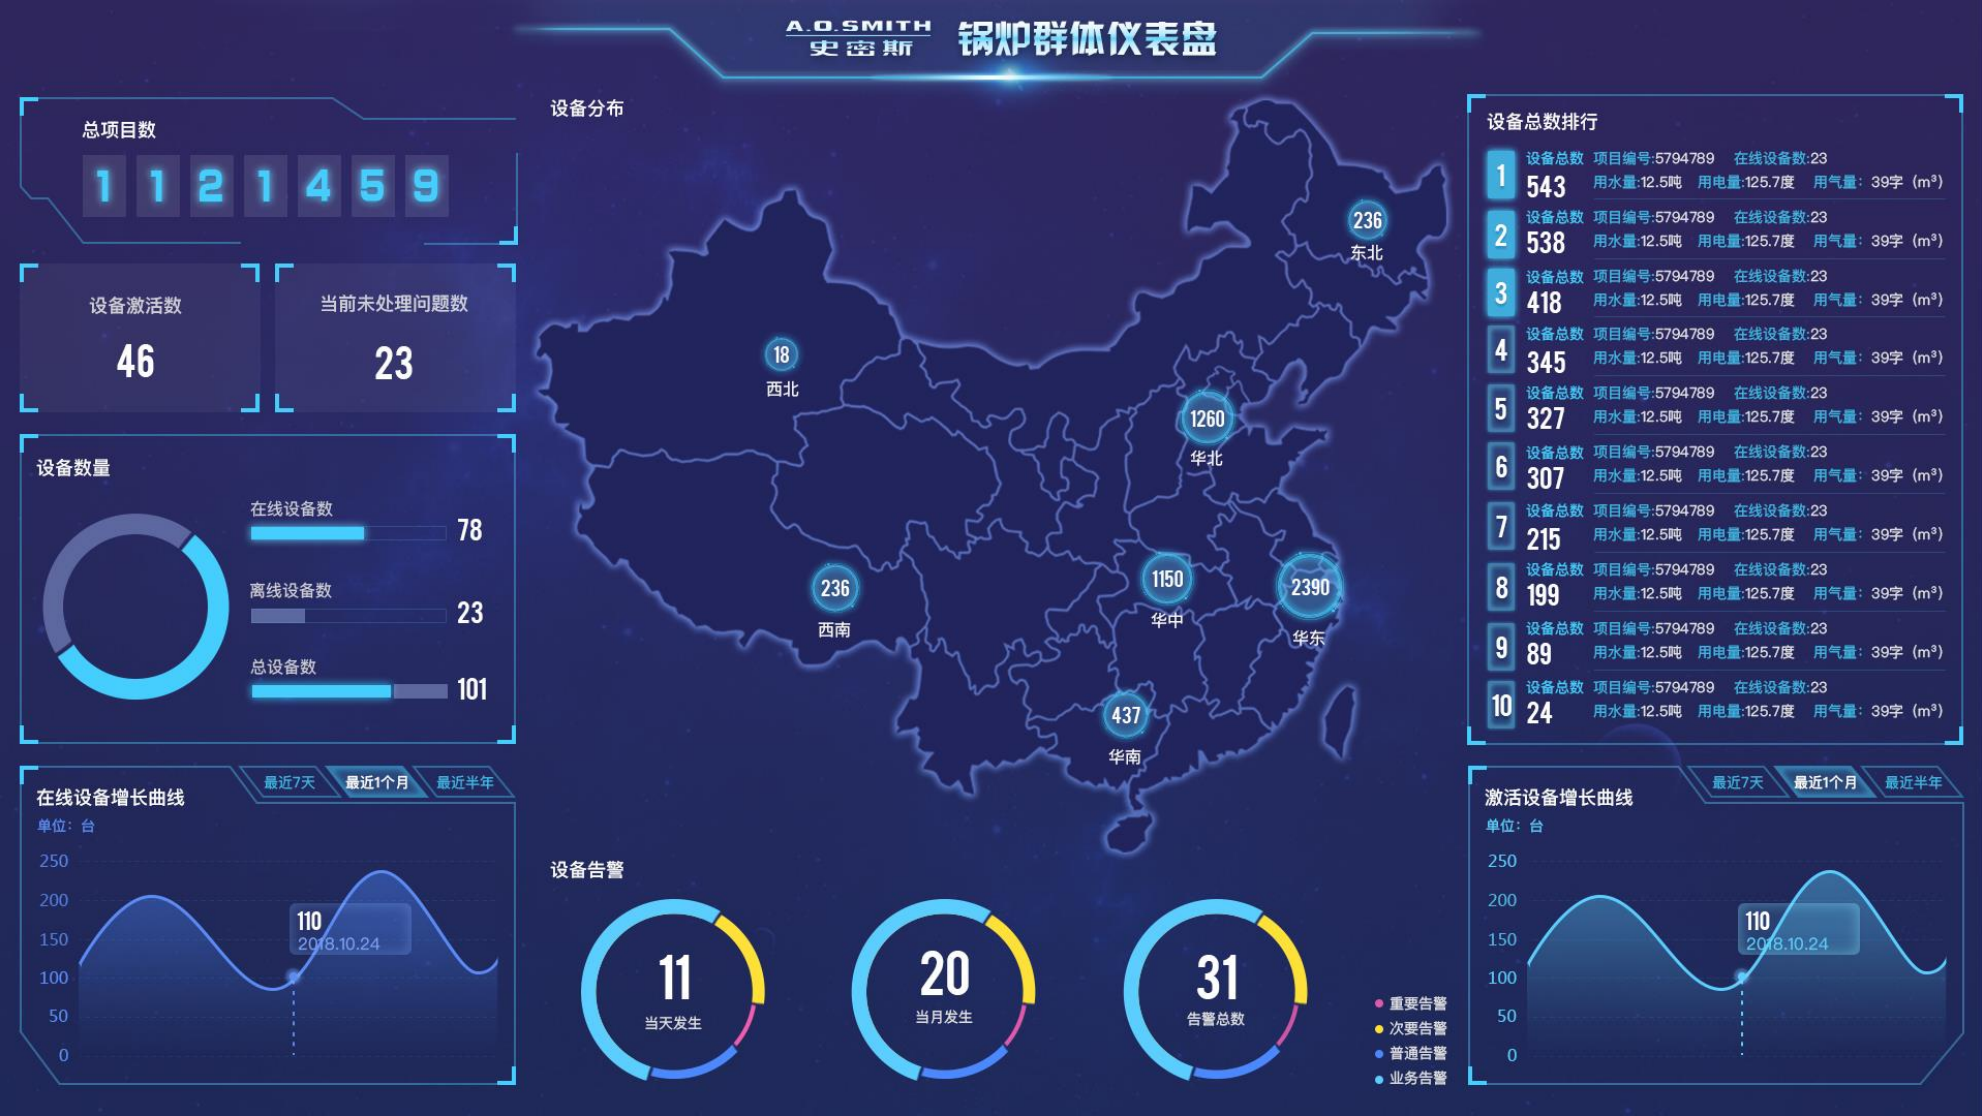 A.O.SMITH
史密斯
锅炉群体仪表盘
总项目数
1 1 2 1 4 5 9
设备激活数
46
当前未处理问题数
23
设备数量
在线设备数
78
离线设备数
23
总设备数
101
在线设备增长曲线
最近7天
最近1个月
最近半年
单位：台
250
200
150
100
50
0
110
2018.10.24
设备分布
236
东北
18
西北
1260
华北
236
西南
1150
华中
2390
华东
437
华南
设备告警
11
当天发生
20
当月发生
31
告警总数
重要告警
次要告警
普通告警
业务告警
设备总数排行
1 设备总数 项目编号:5794789 在线设备数:23
543 用水量:12.5吨 用电量:125.7度 用气量：39字（m³）
2 设备总数 项目编号:5794789 在线设备数:23
538 用水量:12.5吨 用电量:125.7度 用气量：39字（m³）
3 设备总数 项目编号:5794789 在线设备数:23
418 用水量:12.5吨 用电量:125.7度 用气量：39字（m³）
4 设备总数 项目编号:5794789 在线设备数:23
345 用水量:12.5吨 用电量:125.7度 用气量：39字（m³）
5 设备总数 项目编号:5794789 在线设备数:23
327 用水量:12.5吨 用电量:125.7度 用气量：39字（m³）
6 设备总数 项目编号:5794789 在线设备数:23
307 用水量:12.5吨 用电量:125.7度 用气量：39字（m³）
7 设备总数 项目编号:5794789 在线设备数:23
215 用水量:12.5吨 用电量:125.7度 用气量：39字（m³）
8 设备总数 项目编号:5794789 在线设备数:23
199 用水量:12.5吨 用电量:125.7度 用气量：39字（m³）
9 设备总数 项目编号:5794789 在线设备数:23
89 用水量:12.5吨 用电量:125.7度 用气量：39字（m³）
10 设备总数 项目编号:5794789 在线设备数:23
24 用水量:12.5吨 用电量:125.7度 用气量：39字（m³）
激活设备增长曲线
最近7天
最近1个月
最近半年
单位：台
250
200
150
100
50
0
110
2018.10.24